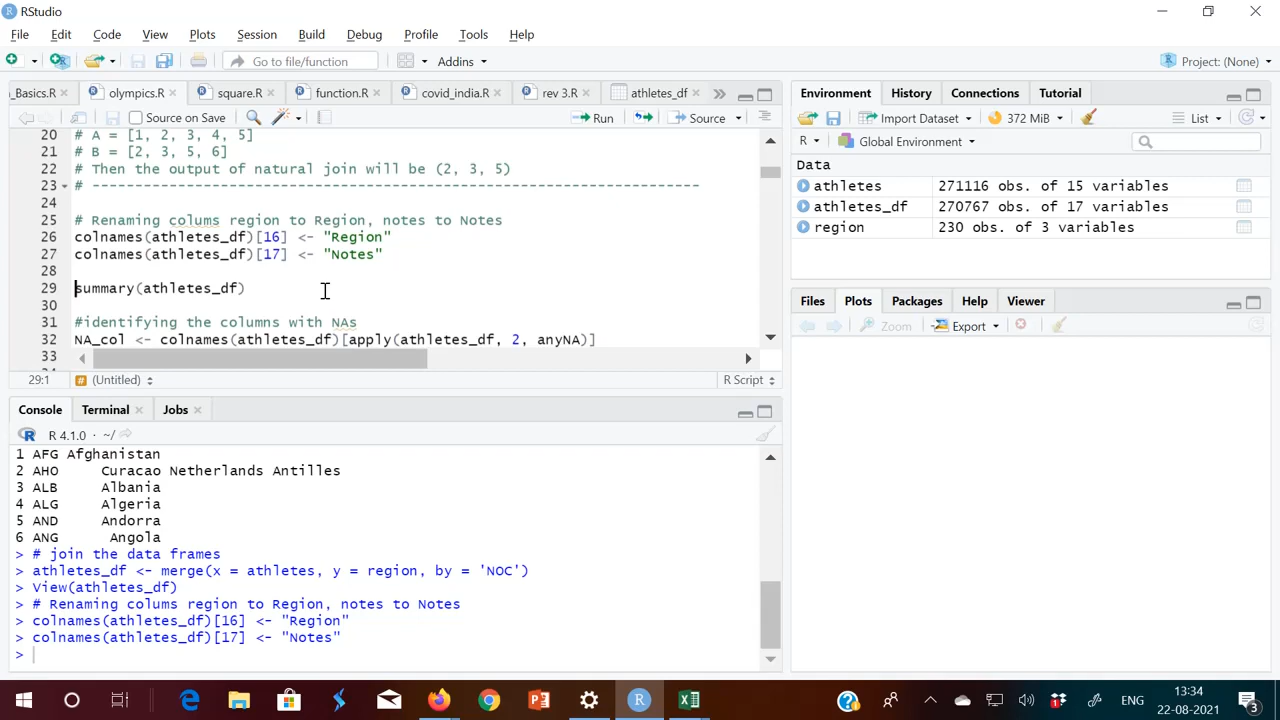 RStudio
File Edit Code View Plots Session Build Debug Profile Tools Help
Go to file/function Addins Project: (None)
_Basics.R olympics.R square.R function.R covid_india.R rev 3.R athletes_df
Source on Save Run Source
20 # A = [1, 2, 3, 4, 5]
21 # B = [2, 3, 5, 6]
22 # Then the output of natural join will be (2, 3, 5)
23 # -----------------------------------------------------------------------
24
25 # Renaming colums region to Region, notes to Notes
26 colnames(athletes_df)[16] <- "Region"
27 colnames(athletes_df)[17] <- "Notes"
28
29 summary(athletes_df)
30
31 #identifying the columns with NAs
32 NA_col <- colnames(athletes_df)[apply(athletes_df, 2, anyNA)]
33
29:1 # (Untitled) R Script
Console Terminal Jobs
R 4.1.0 · ~/
1 AFG Afghanistan
2 AHO Curacao Netherlands Antilles
3 ALB Albania
4 ALG Algeria
5 AND Andorra
6 ANG Angola
> # join the data frames
> athletes_df <- merge(x = athletes, y = region, by = 'NOC')
> View(athletes_df)
> # Renaming colums region to Region, notes to Notes
> colnames(athletes_df)[16] <- "Region"
> colnames(athletes_df)[17] <- "Notes"
>
Environment History Connections Tutorial
Import Dataset 372 MiB List
R Global Environment
Data
athletes 271116 obs. of 15 variables
athletes_df 270767 obs. of 17 variables
region 230 obs. of 3 variables
Files Plots Packages Help Viewer
Zoom Export
ENG
13:34
22-08-2021
3